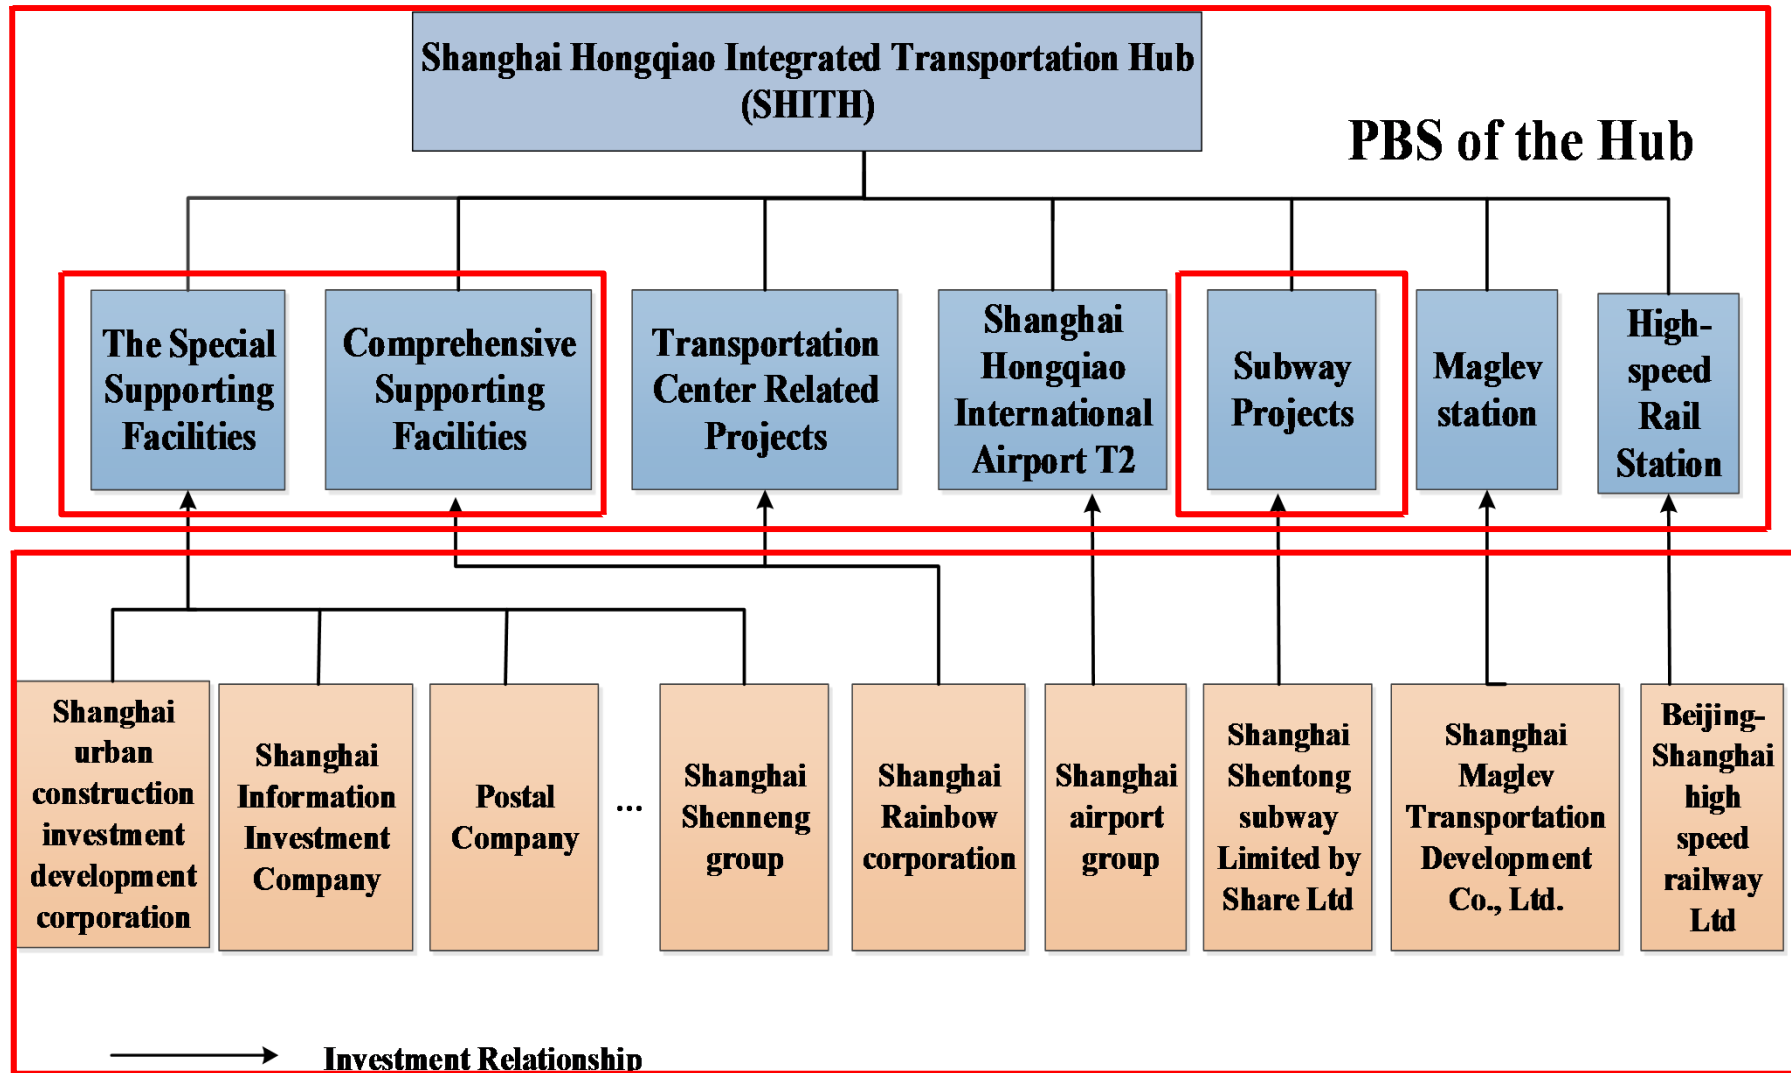 Shanghai Hongqiao Integrated Transportation Hub
(SHITH)
PBS of the Hub
The Special
Supporting
Facilities
Comprehensive
Supporting
Facilities
Transportation
Center Related
Projects
Shanghai
Hongqiao
International
Airport T2
Subway
Projects
Maglev
station
High-
speed
Rail
Station
Shanghai
urban
construction
investment
development
corporation
Shanghai
Information
Investment
Company
Postal
Company
...
Shanghai
Shenneng
group
Shanghai
Rainbow
corporation
Shanghai
airport
group
Shanghai
Shentong
subway
Limited by
Share Ltd
Shanghai
Maglev
Transportation
Development
Co., Ltd.
Beijing-
Shanghai
high
speed
railway
Ltd
Investment Relationship